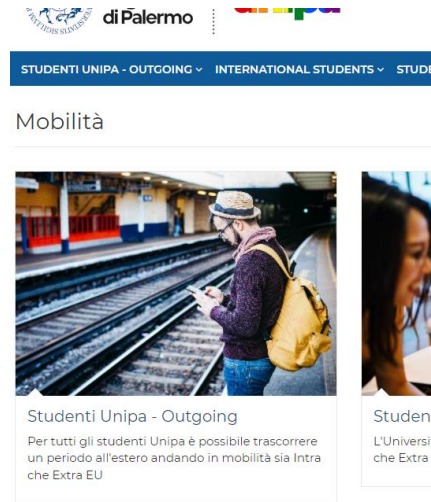 di Palermo
STUDENTI UNIPA - OUTGOING INTERNATIONAL STUDENTS
Mobilità
Studenti Unipa - Outgoing
Per tutti gli studenti Unipa è possibile trascorrere
un periodo all'estero andando in mobilità sia Intra
che Extra EU
che Extra